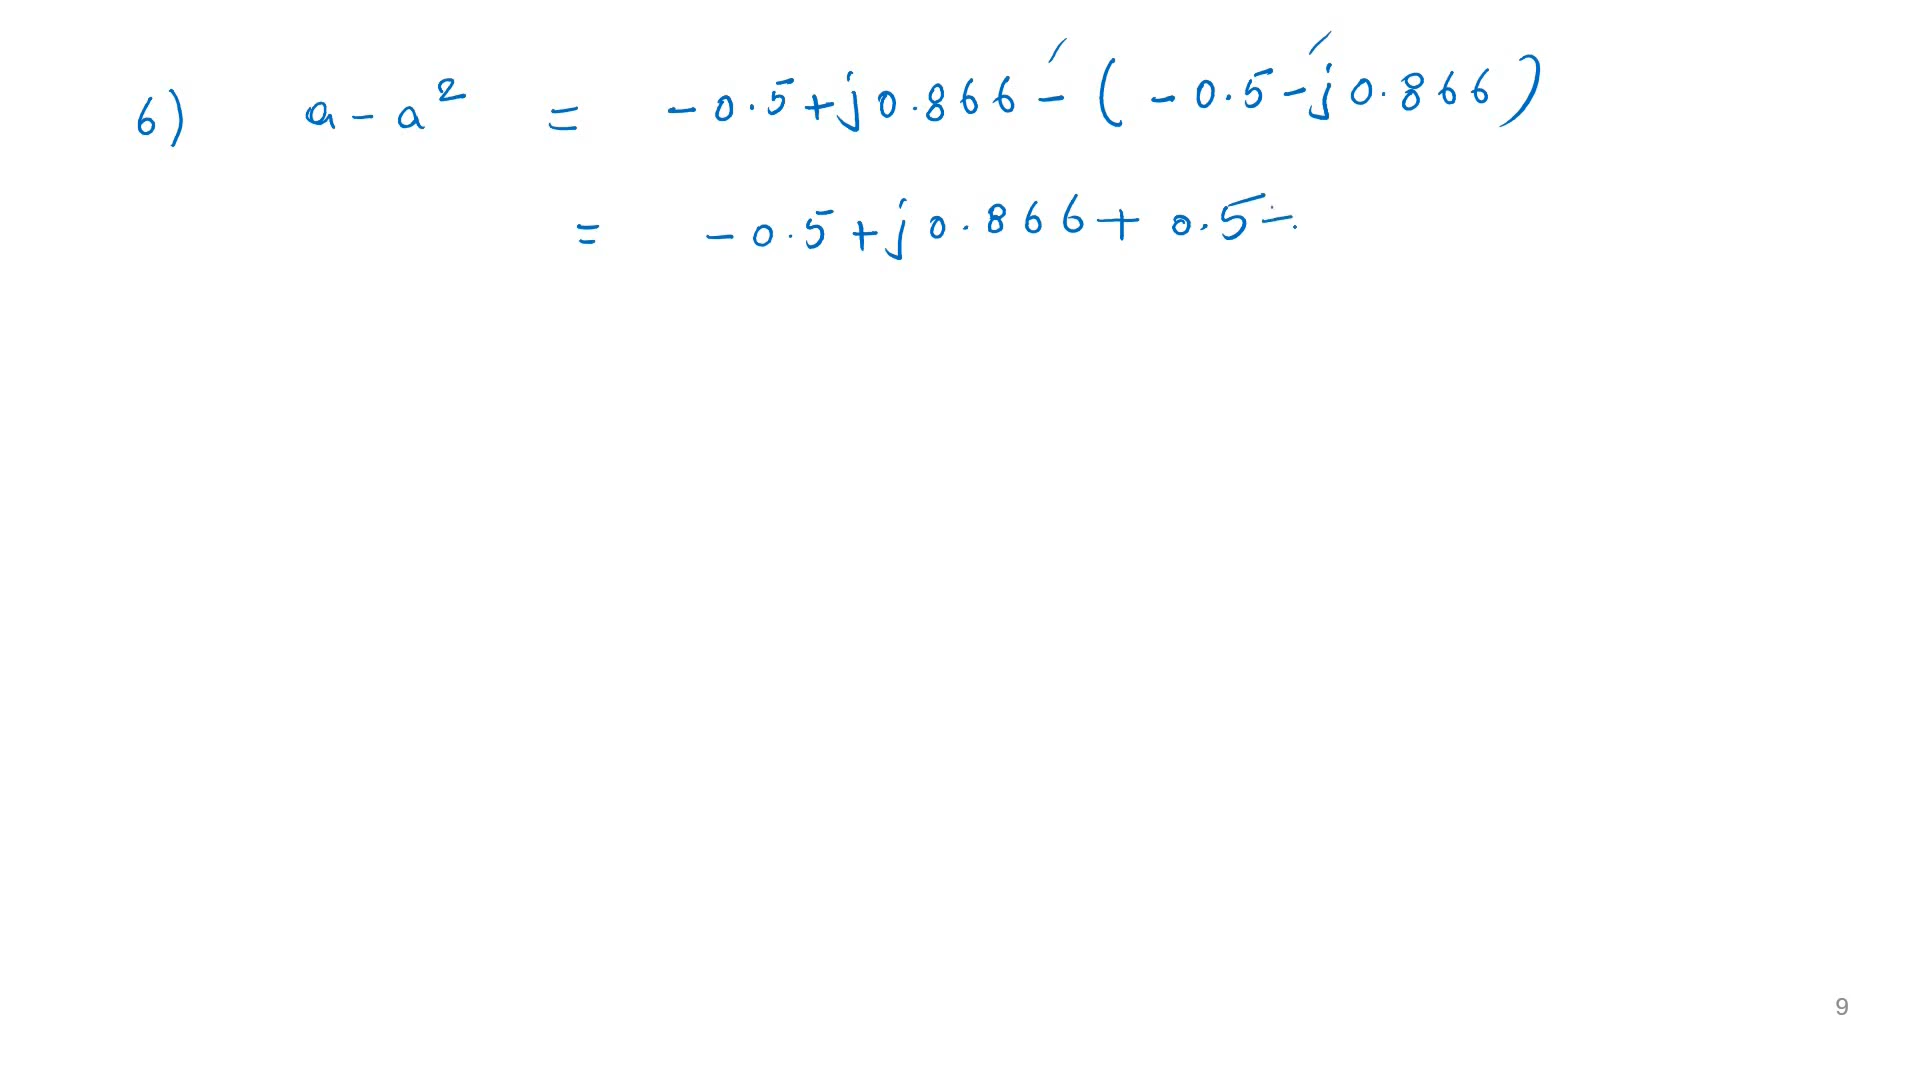 6) a - a² = -0.5+j0.866 - (-0.5-j0.866)
= -0.5+j0.866+0.5-
9